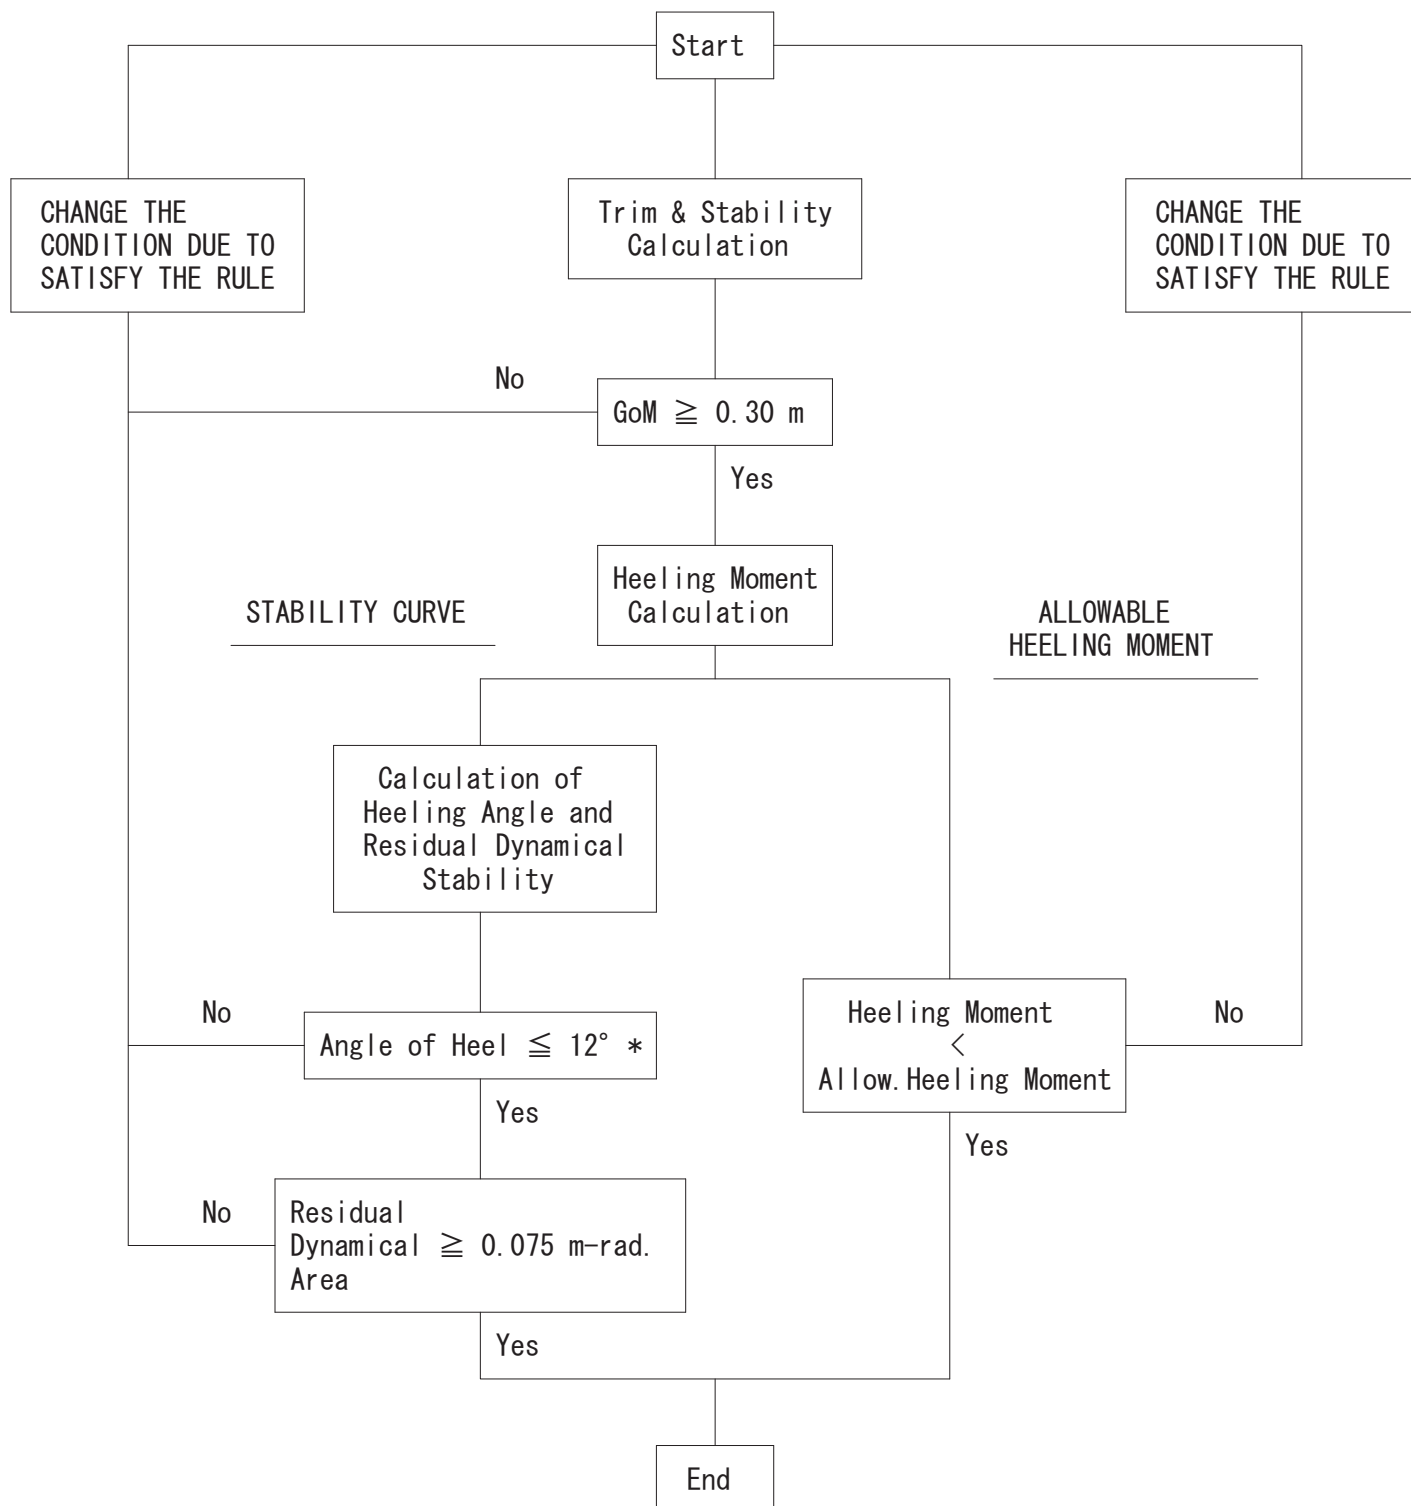 Start
CHANGE THE
CONDITION DUE TO
SATISFY THE RULE
Trim & Stability
Calculation
CHANGE THE
CONDITION DUE TO
SATISFY THE RULE
No
GoM ≧ 0.30 m
Yes
Heeling Moment
Calculation
STABILITY CURVE
ALLOWABLE
HEELING MOMENT
Calculation of
Heeling Angle and
Residual Dynamical
Stability
No
Angle of Heel ≦ 12° *
Yes
Heeling Moment
<
Allow.Heeling Moment
No
Yes
No
Residual
Dynamical ≧ 0.075 m-rad.
Area
Yes
End